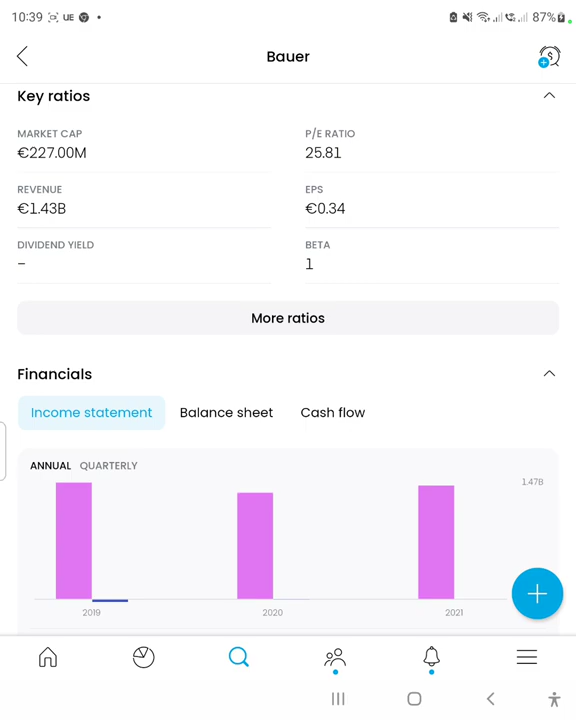 10:39 UE 87%
Bauer
Key ratios
MARKET CAP P/E RATIO
€227.00M 25.81
REVENUE EPS
€1.43B €0.34
DIVIDEND YIELD BETA
– 1
More ratios
Financials
Income statement Balance sheet Cash flow
ANNUAL QUARTERLY
1.47B
2019 2020 2021